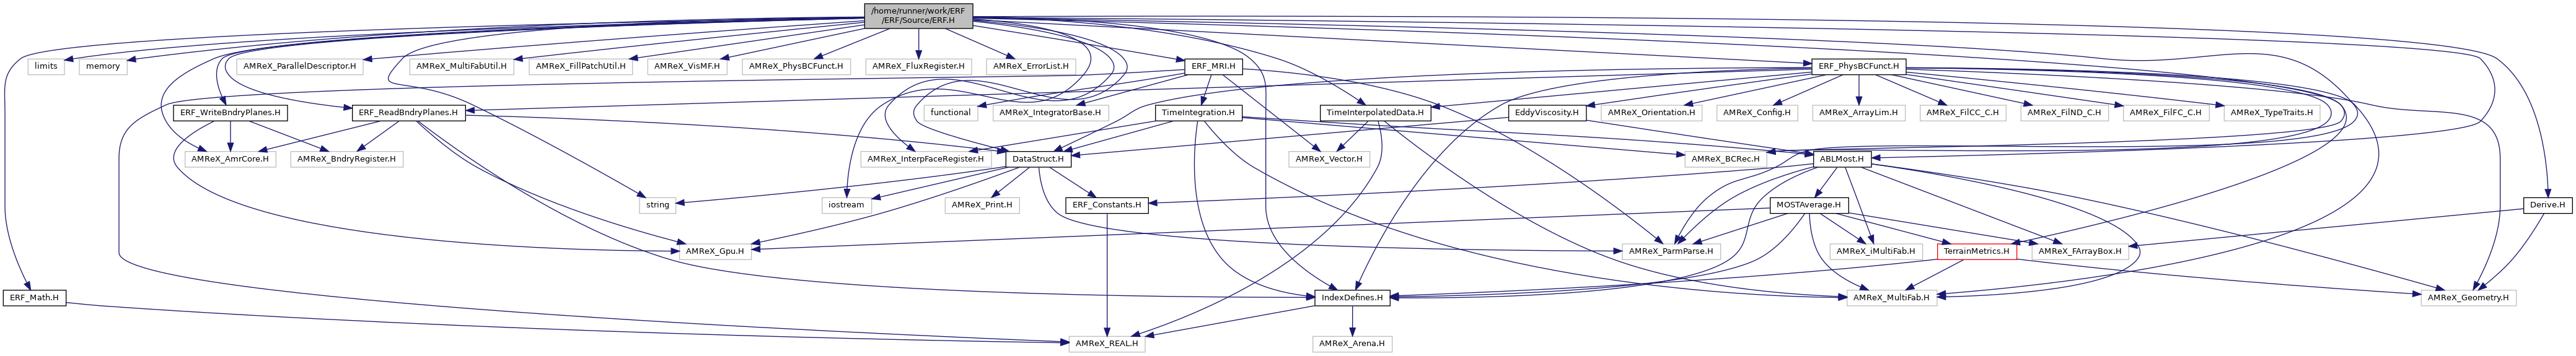 /home/runner/work/ERF
/ERF/Source/ERF.H
limits
memory
AMReX_ParallelDescriptor.H
AMReX_MultiFabUtil.H
AMReX_FillPatchUtil.H
AMReX_VisMF.H
AMReX_PhysBCFunct.H
AMReX_FluxRegister.H
AMReX_ErrorList.H
ERF_MRI.H
ERF_PhysBCFunct.H
ERF_WriteBndryPlanes.H
ERF_ReadBndryPlanes.H
functional
AMReX_IntegratorBase.H
TimeIntegration.H
TimeInterpolatedData.H
EddyViscosity.H
AMReX_Orientation.H
AMReX_Config.H
AMReX_ArrayLim.H
AMReX_FilCC_C.H
AMReX_FilND_C.H
AMReX_FilFC_C.H
AMReX_TypeTraits.H
AMReX_AmrCore.H
AMReX_BndryRegister.H
AMReX_InterpFaceRegister.H
DataStruct.H
AMReX_Vector.H
AMReX_BCRec.H
ABLMost.H
string
iostream
AMReX_Print.H
ERF_Constants.H
MOSTAverage.H
Derive.H
AMReX_Gpu.H
AMReX_ParmParse.H
AMReX_iMultiFab.H
TerrainMetrics.H
AMReX_FArrayBox.H
ERF_Math.H
IndexDefines.H
AMReX_MultiFab.H
AMReX_Geometry.H
AMReX_REAL.H
AMReX_Arena.H